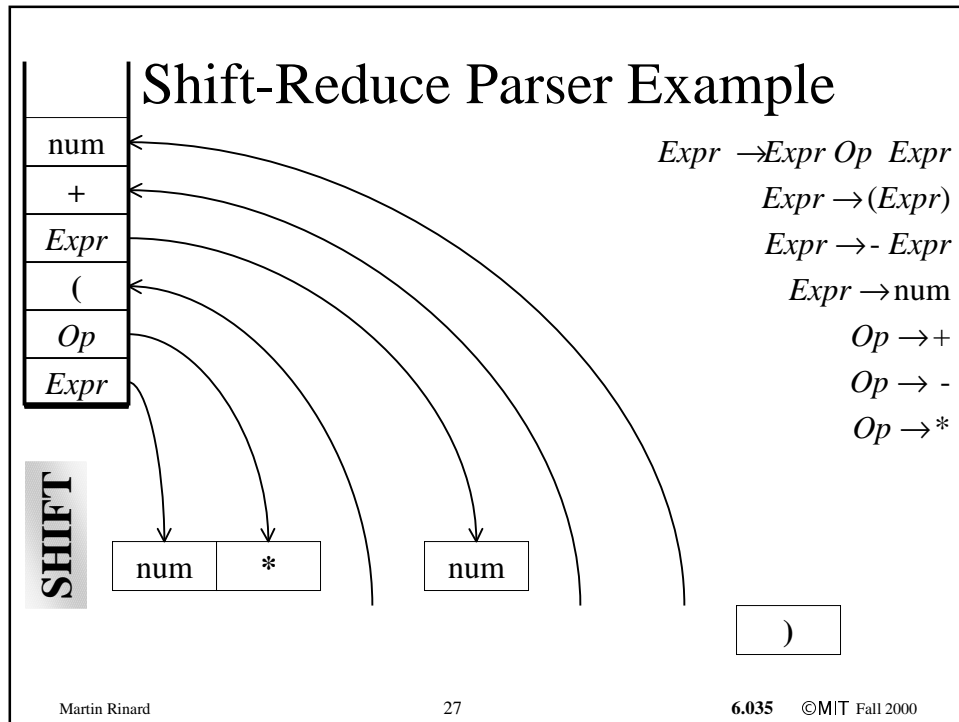 Shift-Reduce Parser Example
num
+
Expr
(
Op
Expr
Expr →Expr Op Expr
Expr → (Expr)
Expr → - Expr
Expr → num
Op → +
Op → -
Op → *
SHIFT
num *
num
)
Martin Rinard 27 6.035 ©MIT Fall 2000